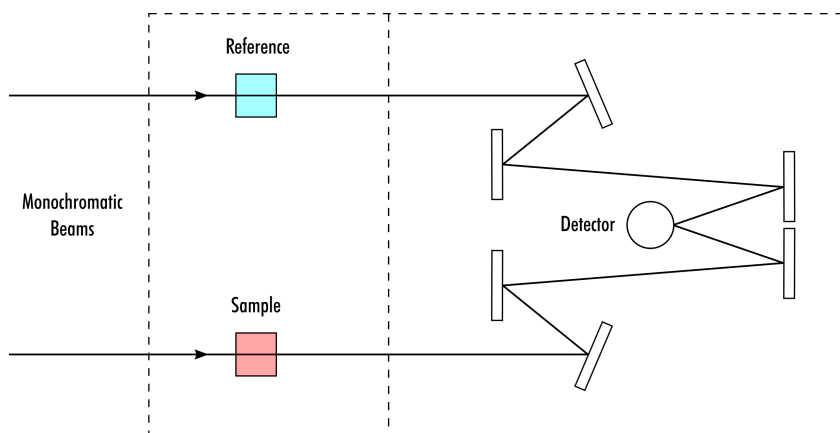 Reference
Monochromatic
Beams
Detector
Sample